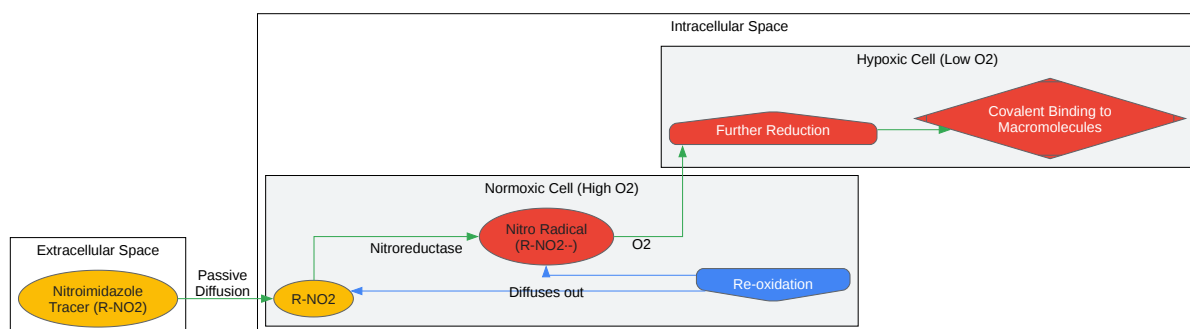 Intracellular Space
Hypoxic Cell (Low O2)
Covalent Binding to
Macromolecules
Further Reduction
Normoxic Cell (High O2)
Nitro Radical
(R-NO2·-)
Nitroreductase
O2
Extracellular Space
Nitroimidazole
Tracer (R-NO2)
Passive
Diffusion
R-NO2
Diffuses out
Re-oxidation